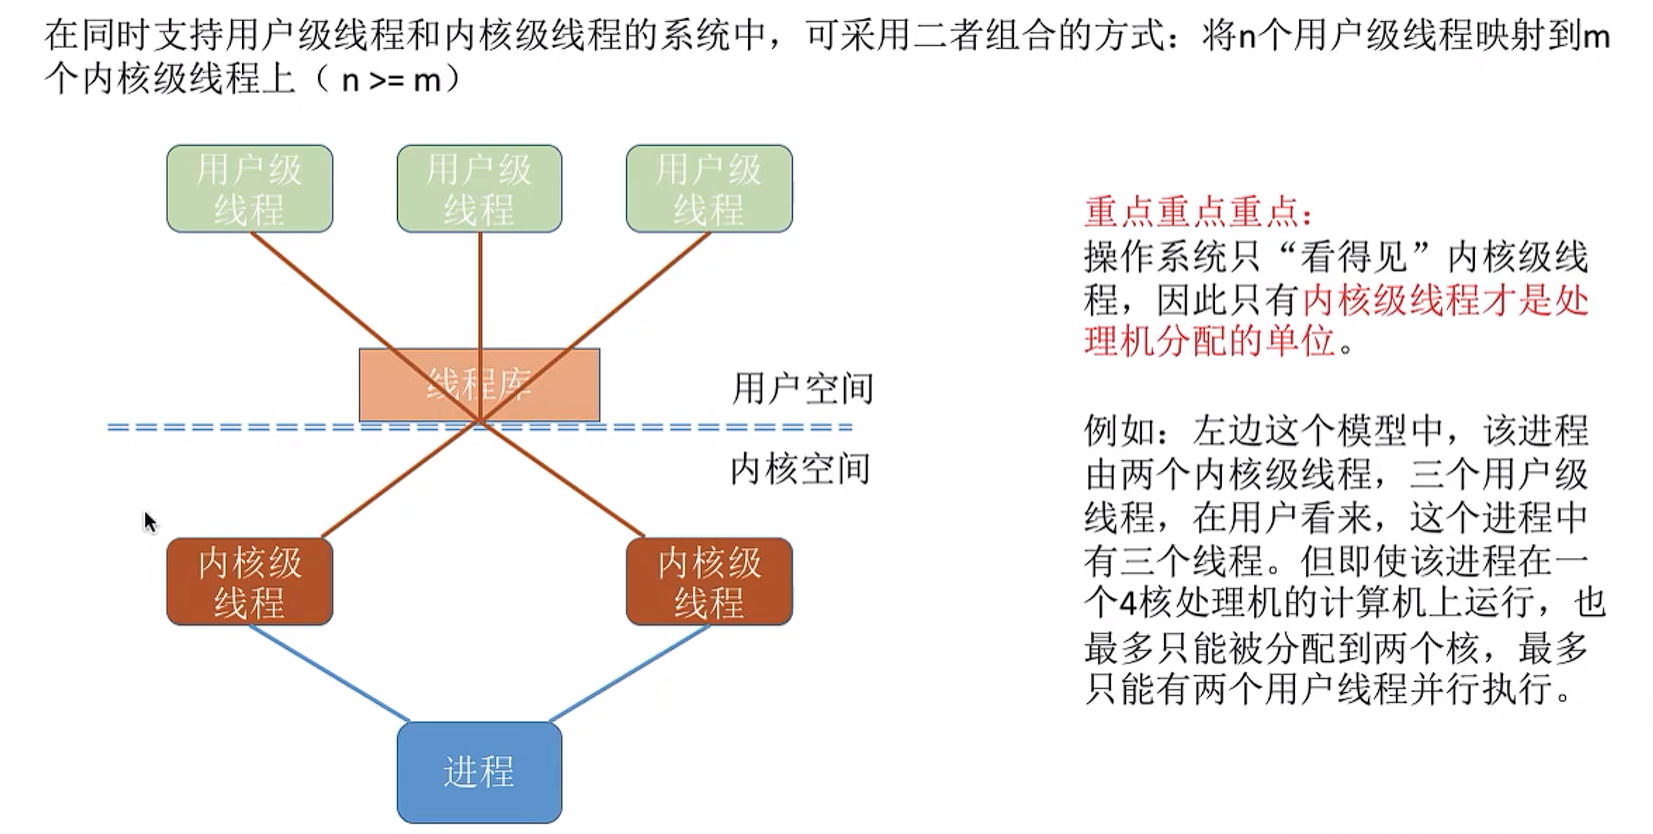 在同时支持用户级线程和内核级线程的系统中，可采用二者组合的方式：将n个用户级线程映射到m
个内核级线程上（ n >= m）
用户级
线程
用户级
线程
用户级
线程
线程库
用户空间
内核空间
内核级
线程
内核级
线程
进程
重点重点重点：
操作系统只“看得见”内核级线
程，因此只有内核级线程才是处
理机分配的单位。
例如：左边这个模型中，该进程
由两个内核级线程，三个用户级
线程，在用户看来，这个进程中
有三个线程。但即使该进程在一
个4核处理机的计算机上运行，也
最多只能被分配到两个核，最多
只能有两个用户线程并行执行。